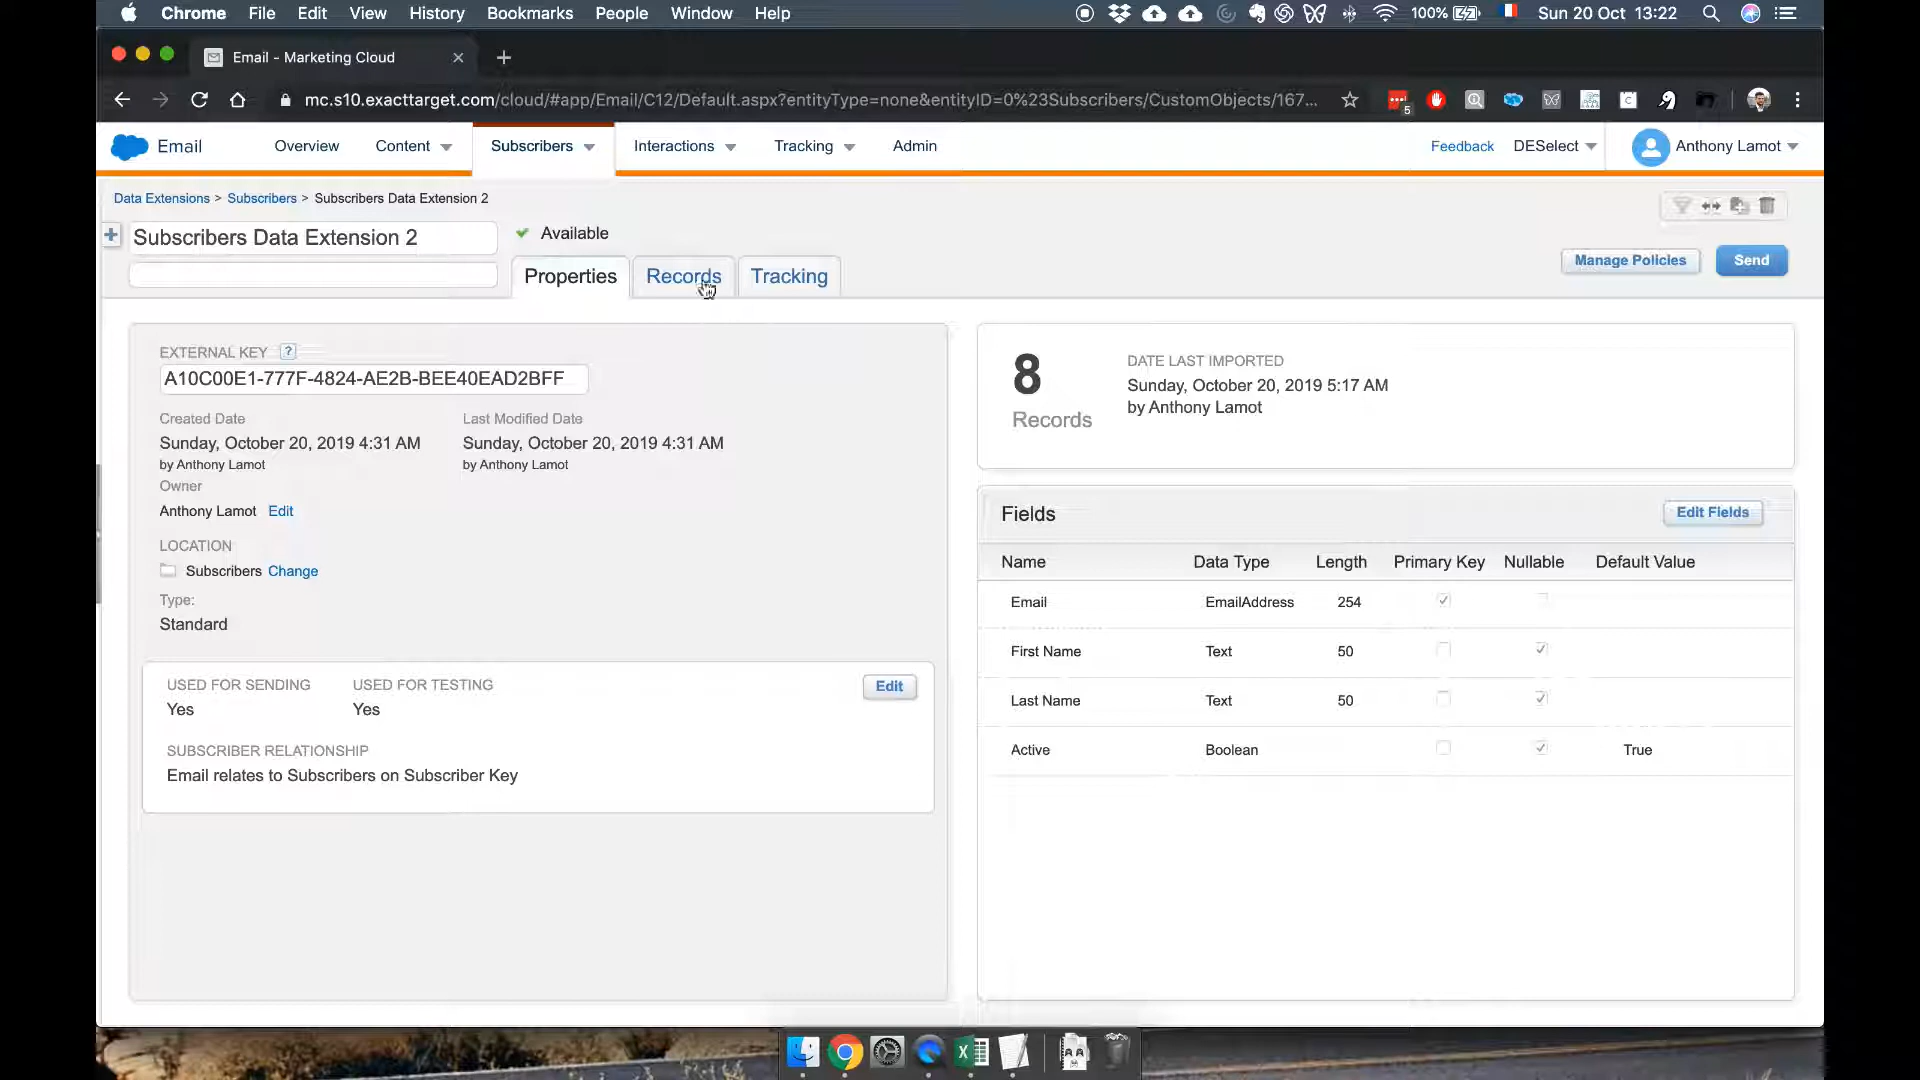 Chrome File Edit View History Bookmarks People Window Help 100% Sun 20 Oct 13:22
Email - Marketing Cloud
mc.s10.exacttarget.com/cloud/#app/Email/C12/Default.aspx?entityType=none&entityID=0%23Subscribers/CustomObjects/167... 5
Email Overview Content Subscribers Interactions Tracking Admin Feedback DESelect Anthony Lamot
Data Extensions > Subscribers > Subscribers Data Extension 2
Subscribers Data Extension 2 Available
Manage Policies Send
Properties Records Tracking
EXTERNAL KEY ?
A10C00E1-777F-4824-AE2B-BEE40EAD2BFF
Created Date Last Modified Date
Sunday, October 20, 2019 4:31 AM Sunday, October 20, 2019 4:31 AM
by Anthony Lamot by Anthony Lamot
Owner
Anthony Lamot Edit
LOCATION
Subscribers Change
Type:
Standard
USED FOR SENDING USED FOR TESTING Edit
Yes Yes
SUBSCRIBER RELATIONSHIP
Email relates to Subscribers on Subscriber Key
8 Records
DATE LAST IMPORTED
Sunday, October 20, 2019 5:17 AM
by Anthony Lamot
Fields Edit Fields
Name Data Type Length Primary Key Nullable Default Value
Email EmailAddress 254
First Name Text 50
Last Name Text 50
Active Boolean True